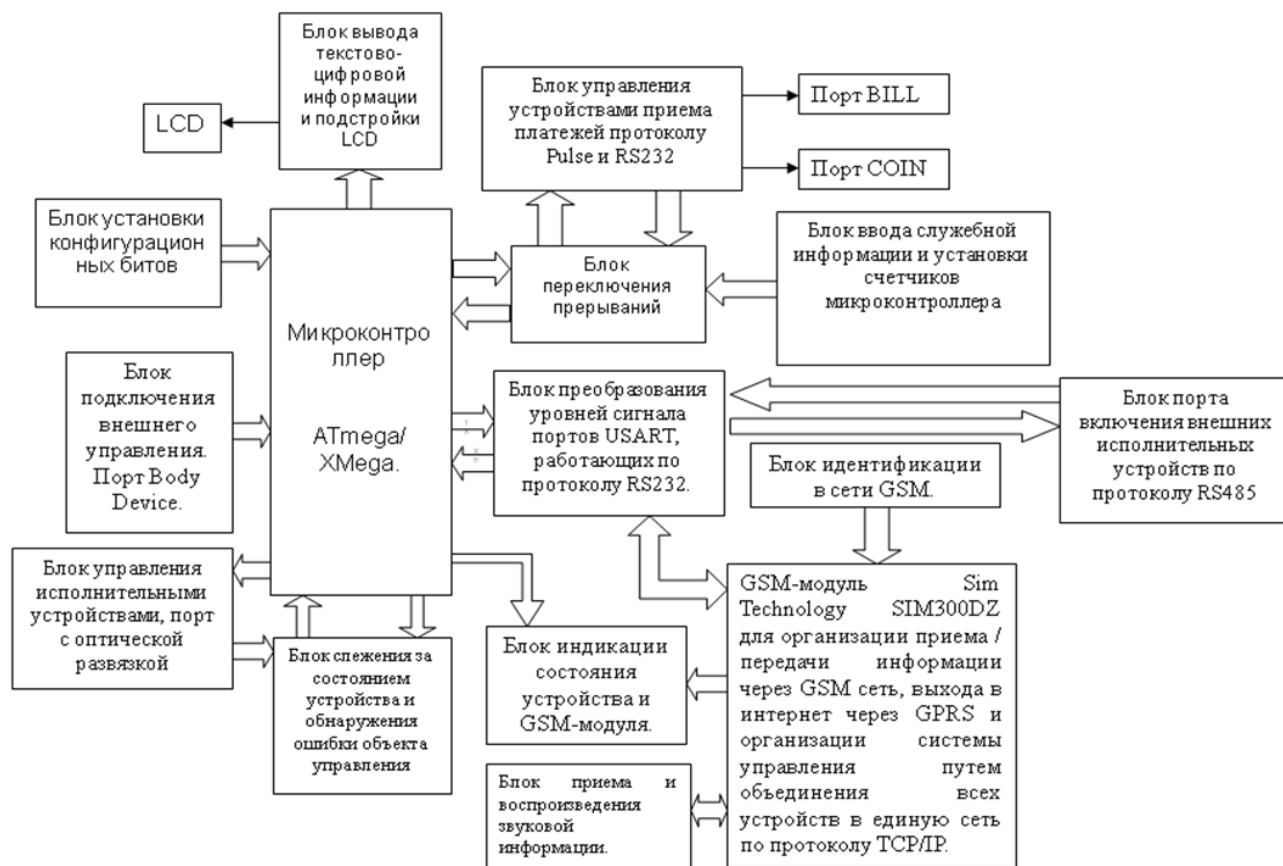 Блок вывода
текстово-
цифровой
информации
и подстройки
LCD
LCD
Блок управления
устройствами приема
платежей протоколу
Pulse и RS232
Порт BILL
Порт COIN
Блок установки
конфигурацион
ных битов
Микроконтро
ллер
ATmega/
XMega.
Блок
переключения
прерываний
Блок ввода служебной
информации и установки
счетчиков
микроконтроллера
Блок
подключения
внешнего
управления.
Порт Body
Device.
Блок преобразования
уровней сигнала
портов USART,
работающих по
протоколу RS232.
Блок порта
включения внешних
исполнительных
устройств по
протоколу RS485
Блок идентификации
в сети GSM.
Блок управления
исполнительными
устройствами, порт
с оптической
развязкой
Блок слежения за
состоянием
устройства и
обнаружения
ошибки объекта
управления
Блок индикации
состояния
устройства и
GSM-модуля.
GSM-модуль Sim
Technology SIM300DZ
для организации приема /
передачи информации
через GSM сеть, выхода в
интернет через GPRS и
организации системы
управления путем
объединения всех
устройств в единую сеть
по протоколу TCP/IP.
Блок приема и
воспроизведения
звуковой
информации.